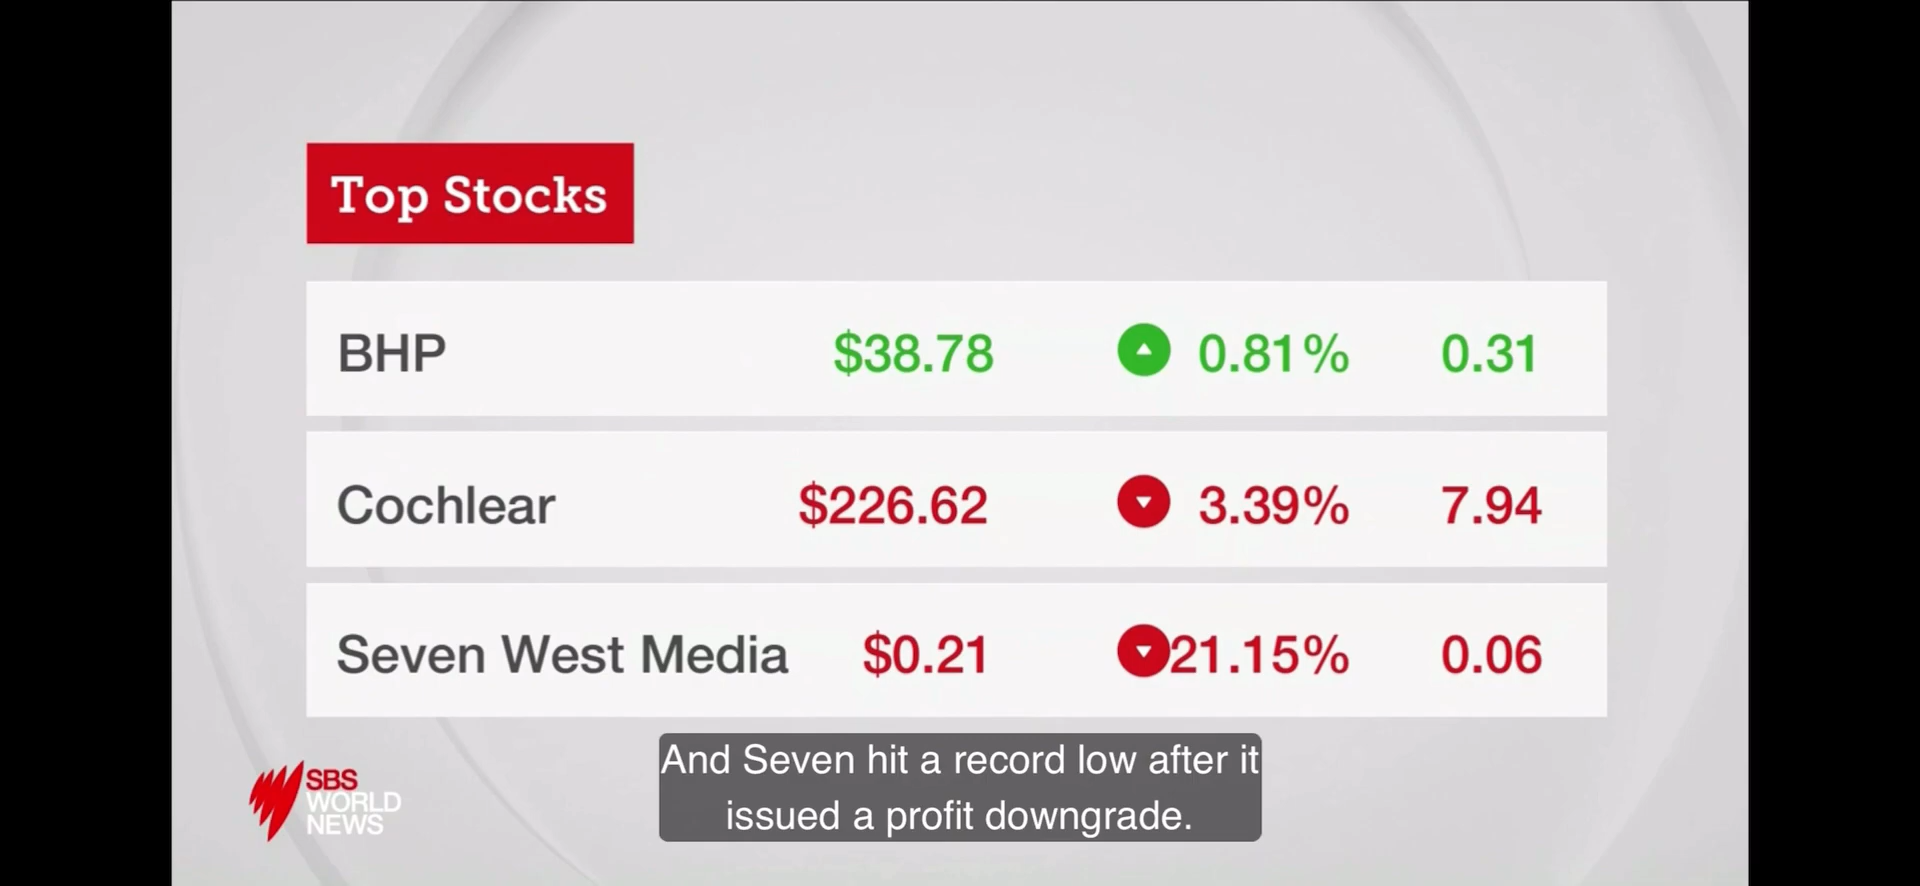 Top Stocks
BHP $38.78 0.81% 0.31
Cochlear $226.62 3.39% 7.94
Seven West Media $0.21 21.15% 0.06
And Seven hit a record low after it
issued a profit downgrade.
SBS
WORLD
NEWS